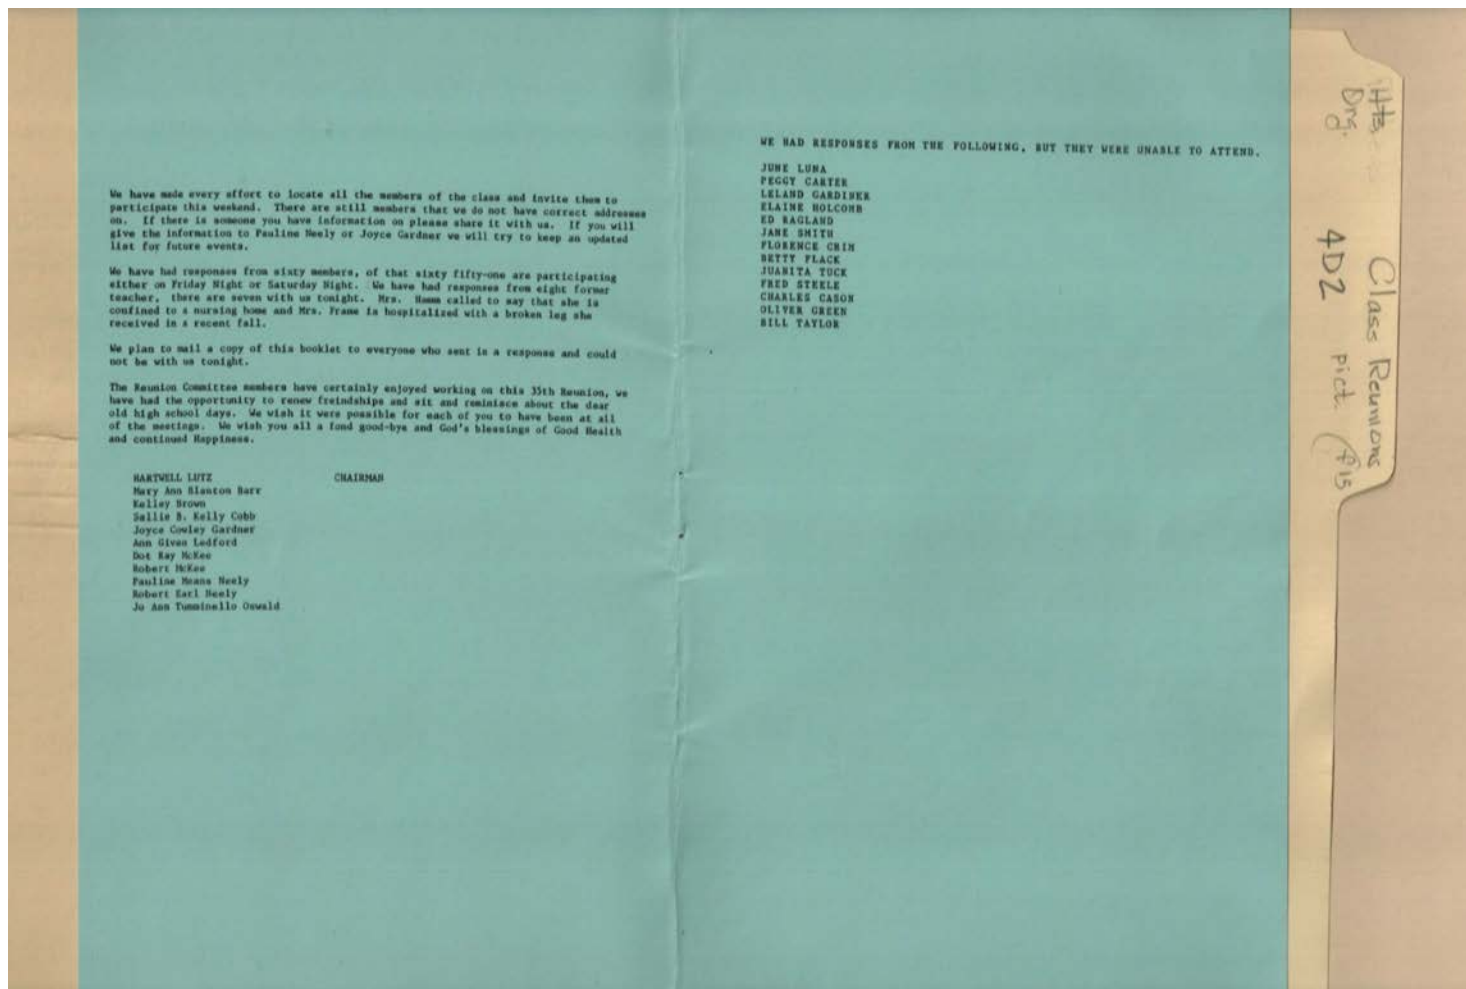 We have made every effort to locate all the members of the class and invite them to
participate this weekend. There are still members that we do not have correct addresses
on. If there is someone you have information on please share it with us. If you will
give the information to Pauline Neely or Joyce Gardner we will try to keep an updated
list for future events.
We have had responses from sixty members, of that sixty fifty-one are participating
either on Friday Night or Saturday Night. We have had responses from eight former
teacher, there are seven with us tonight. Mrs. called to say that she is
confined to a nursing home and Mrs. Frame is hospitalized with a broken leg she
received in a recent fall.
We plan to mail a copy of this booklet to everyone who sent in a response and could
not be with us tonight.
The Reunion Committee members have certainly enjoyed working on this 35th Reunion, we
have had the opportunity to renew freindships and sit and reminisce about the dear
old high school days. We wish it were possible for each of you to have been at all
of the meetings. We wish you all a fond good-bye and God's blessings of Good Health
and continued Happiness.
HARTWELL LUTZ CHAIRMAN
Mary Ann Blanton Barr
Kelley Brown
Sallie B. Kelly Cobb
Joyce Cowley Gardner
Ann Given Ledford
Dot Ray McKee
Robert McKee
Pauline Means Neely
Robert Earl Neely
Jo Ann Tumminello Oswald
WE HAD RESPONSES FROM THE FOLLOWING, BUT THEY WERE UNABLE TO ATTEND.
JUNE LUNA
PEGGY CARTER
LELAND GARDINER
ELAINE HOLCOMB
ED RAGLAND
JANE SMITH
FLORENCE CRIM
BETTY FLACK
JUANITA TUCK
FRED STEELE
CHARLES CASON
OLIVER GREEN
BILL TAYLOR
Class Reunions
4D2 pict.